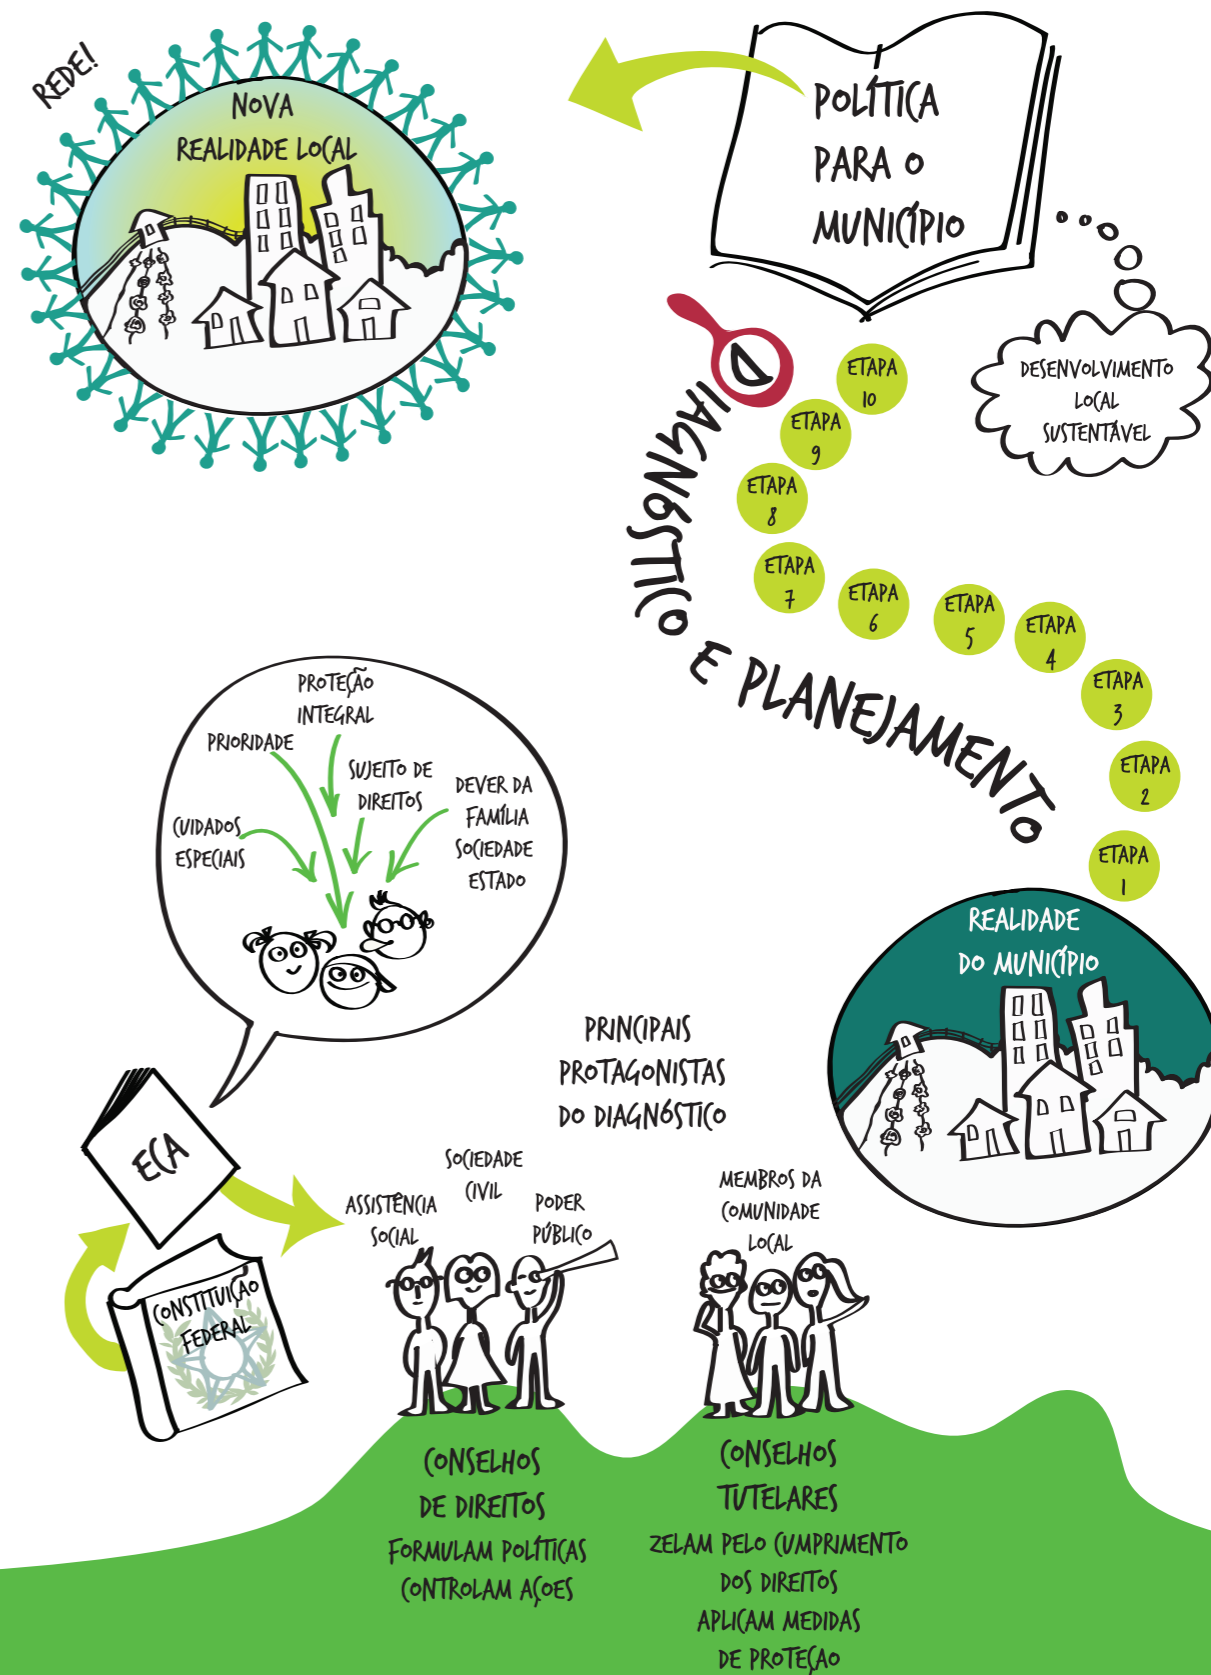 REDE!
NOVA
REALIDADE LOCAL
POLÍTICA
PARA O
MUNICÍPIO
DESENVOLVIMENTO
LOCAL
SUSTENTÁVEL
DIAGNÓSTICO E PLANEJAMENTO
ETAPA
10
ETAPA
9
ETAPA
8
ETAPA
7
ETAPA
6
ETAPA
5
ETAPA
4
ETAPA
3
ETAPA
2
ETAPA
1
REALIDADE
DO MUNICÍPIO
PROTEÇÃO
INTEGRAL
PRIORIDADE
SUJEITO DE
DIREITOS
DEVER DA
FAMÍLIA
SOCIEDADE
ESTADO
CUIDADOS
ESPECIAIS
ECA
CONSTITUIÇÃO
FEDERAL
PRINCIPAIS
PROTAGONISTAS
DO DIAGNÓSTICO
ASSISTÊNCIA
SOCIAL
SOCIEDADE
CIVIL
PODER
PÚBLICO
MEMBROS DA
COMUNIDADE
LOCAL
CONSELHOS
DE DIREITOS
FORMULAM POLÍTICAS
CONTROLAM AÇOES
CONSELHOS
TUTELARES
ZELAM PELO CUMPRIMENTO
DOS DIREITOS
APLICAM MEDIDAS
DE PROTEÇAO